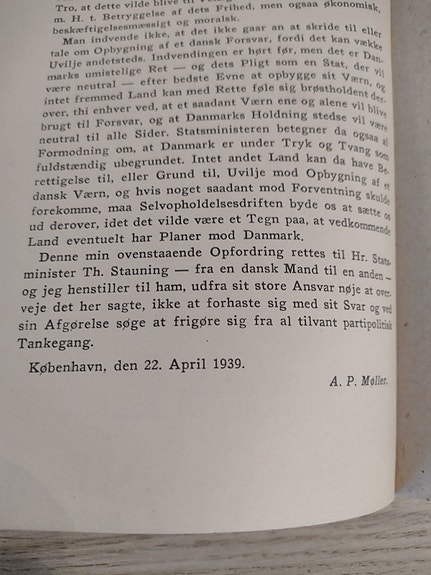 Tro, at dette vilde blive til
Betryggelse af dets Frihed, men ogsaa økonomisk,
m. H. t.
beskæftigelsesmæssigt og moralsk.
Man indvende ikke, at det ikke gaar an at skride til eller
tale om Opbygning af et dansk Forsvar, fordi det kan vække
Uvilje andetsteds. Indvendingen er hørt før, men det er Dan-
marks umistelige Ret — og dets Pligt som en Stat, der vil
være neutral — efter bedste Evne at opbygge sit Værn, og
intet fremmed Land kan med Rette føle sig brøstholdent der-
over, thi enhver ved, at et saadant Værn ene og alene vil blive
brugt til Forsvar, og at Danmarks Holdning stedse vil være
neutral til alle Sider. Statsministeren betegner da ogsaa al
Formodning om, at Danmark er under Tryk og Tvang som
fuldstændig ubegrundet. Intet andet Land kan da have Be-
rettigelse til, eller Grund til, Uvilje mod Opbygning af et
dansk Værn, og hvis noget saadant mod Forventning skulde
forekomme, maa Selvopholdelsesdriften byde os at sætte os
ud derover, idet det vilde være et Tegn paa, at vedkommende
Land eventuelt har Planer mod Danmark.
Denne min ovenstaaende Opfordring rettes til Hr. Stats-
minister Th. Stauning — fra en dansk Mand til en anden —
og jeg henstiller til ham, udfra sit store Ansvar nøje at over-
veje det her sagte, ikke at forhaste sig med sit Svar og ved
sin Afgørelse søge at frigøre sig fra al tilvant partipolitisk
Tankegang.
København, den 22. April 1939.
A. P. Møller.